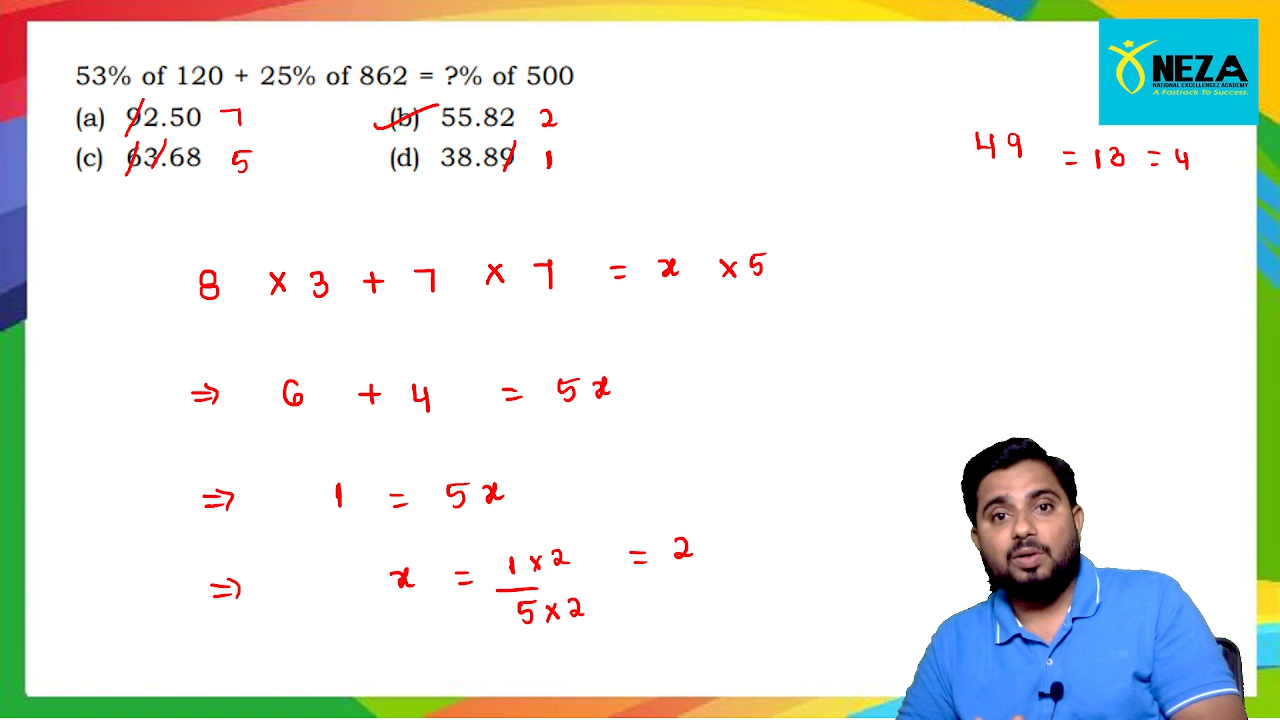 NEZA
NATIONAL EXCELLENCEZ ACADEMY
A Fastrack To Success.
53% of 120 + 25% of 862 = ?% of 500
(a) 92.50 7 (b) 55.82 2
(c) 63.68 5 (d) 38.89 1
49 = 13 = 4
8 × 3 + 7 × 7 = x × 5
⇒ 6 + 4 = 5x
⇒ 1 = 5x
⇒ x = 1×2/5×2 = 2